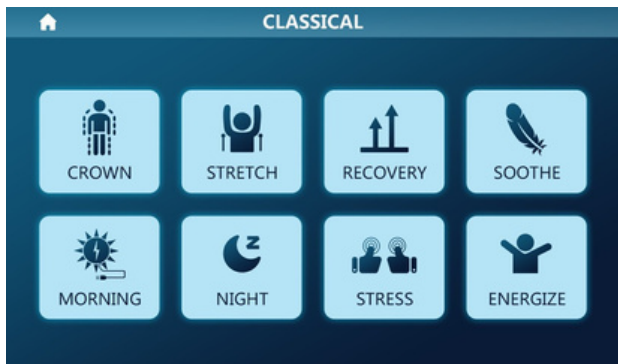 CLASSICAL
CROWN STRETCH RECOVERY SOOTHE
Z
MORNING NIGHT STRESS ENERGIZE